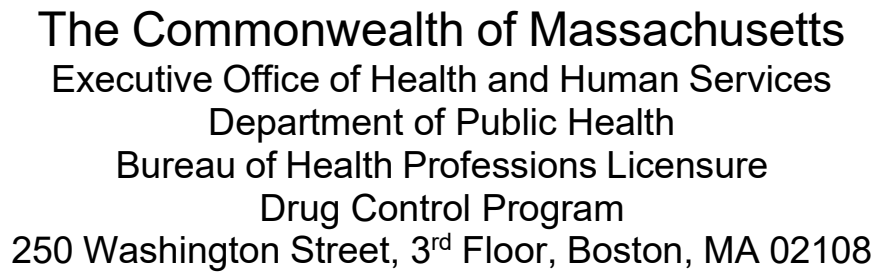 The Commonwealth of Massachusetts
Executive Office of Health and Human Services
Department of Public Health
Bureau of Health Professions Licensure
Drug Control Program
250 Washington Street, 3rd Floor, Boston, MA 02108